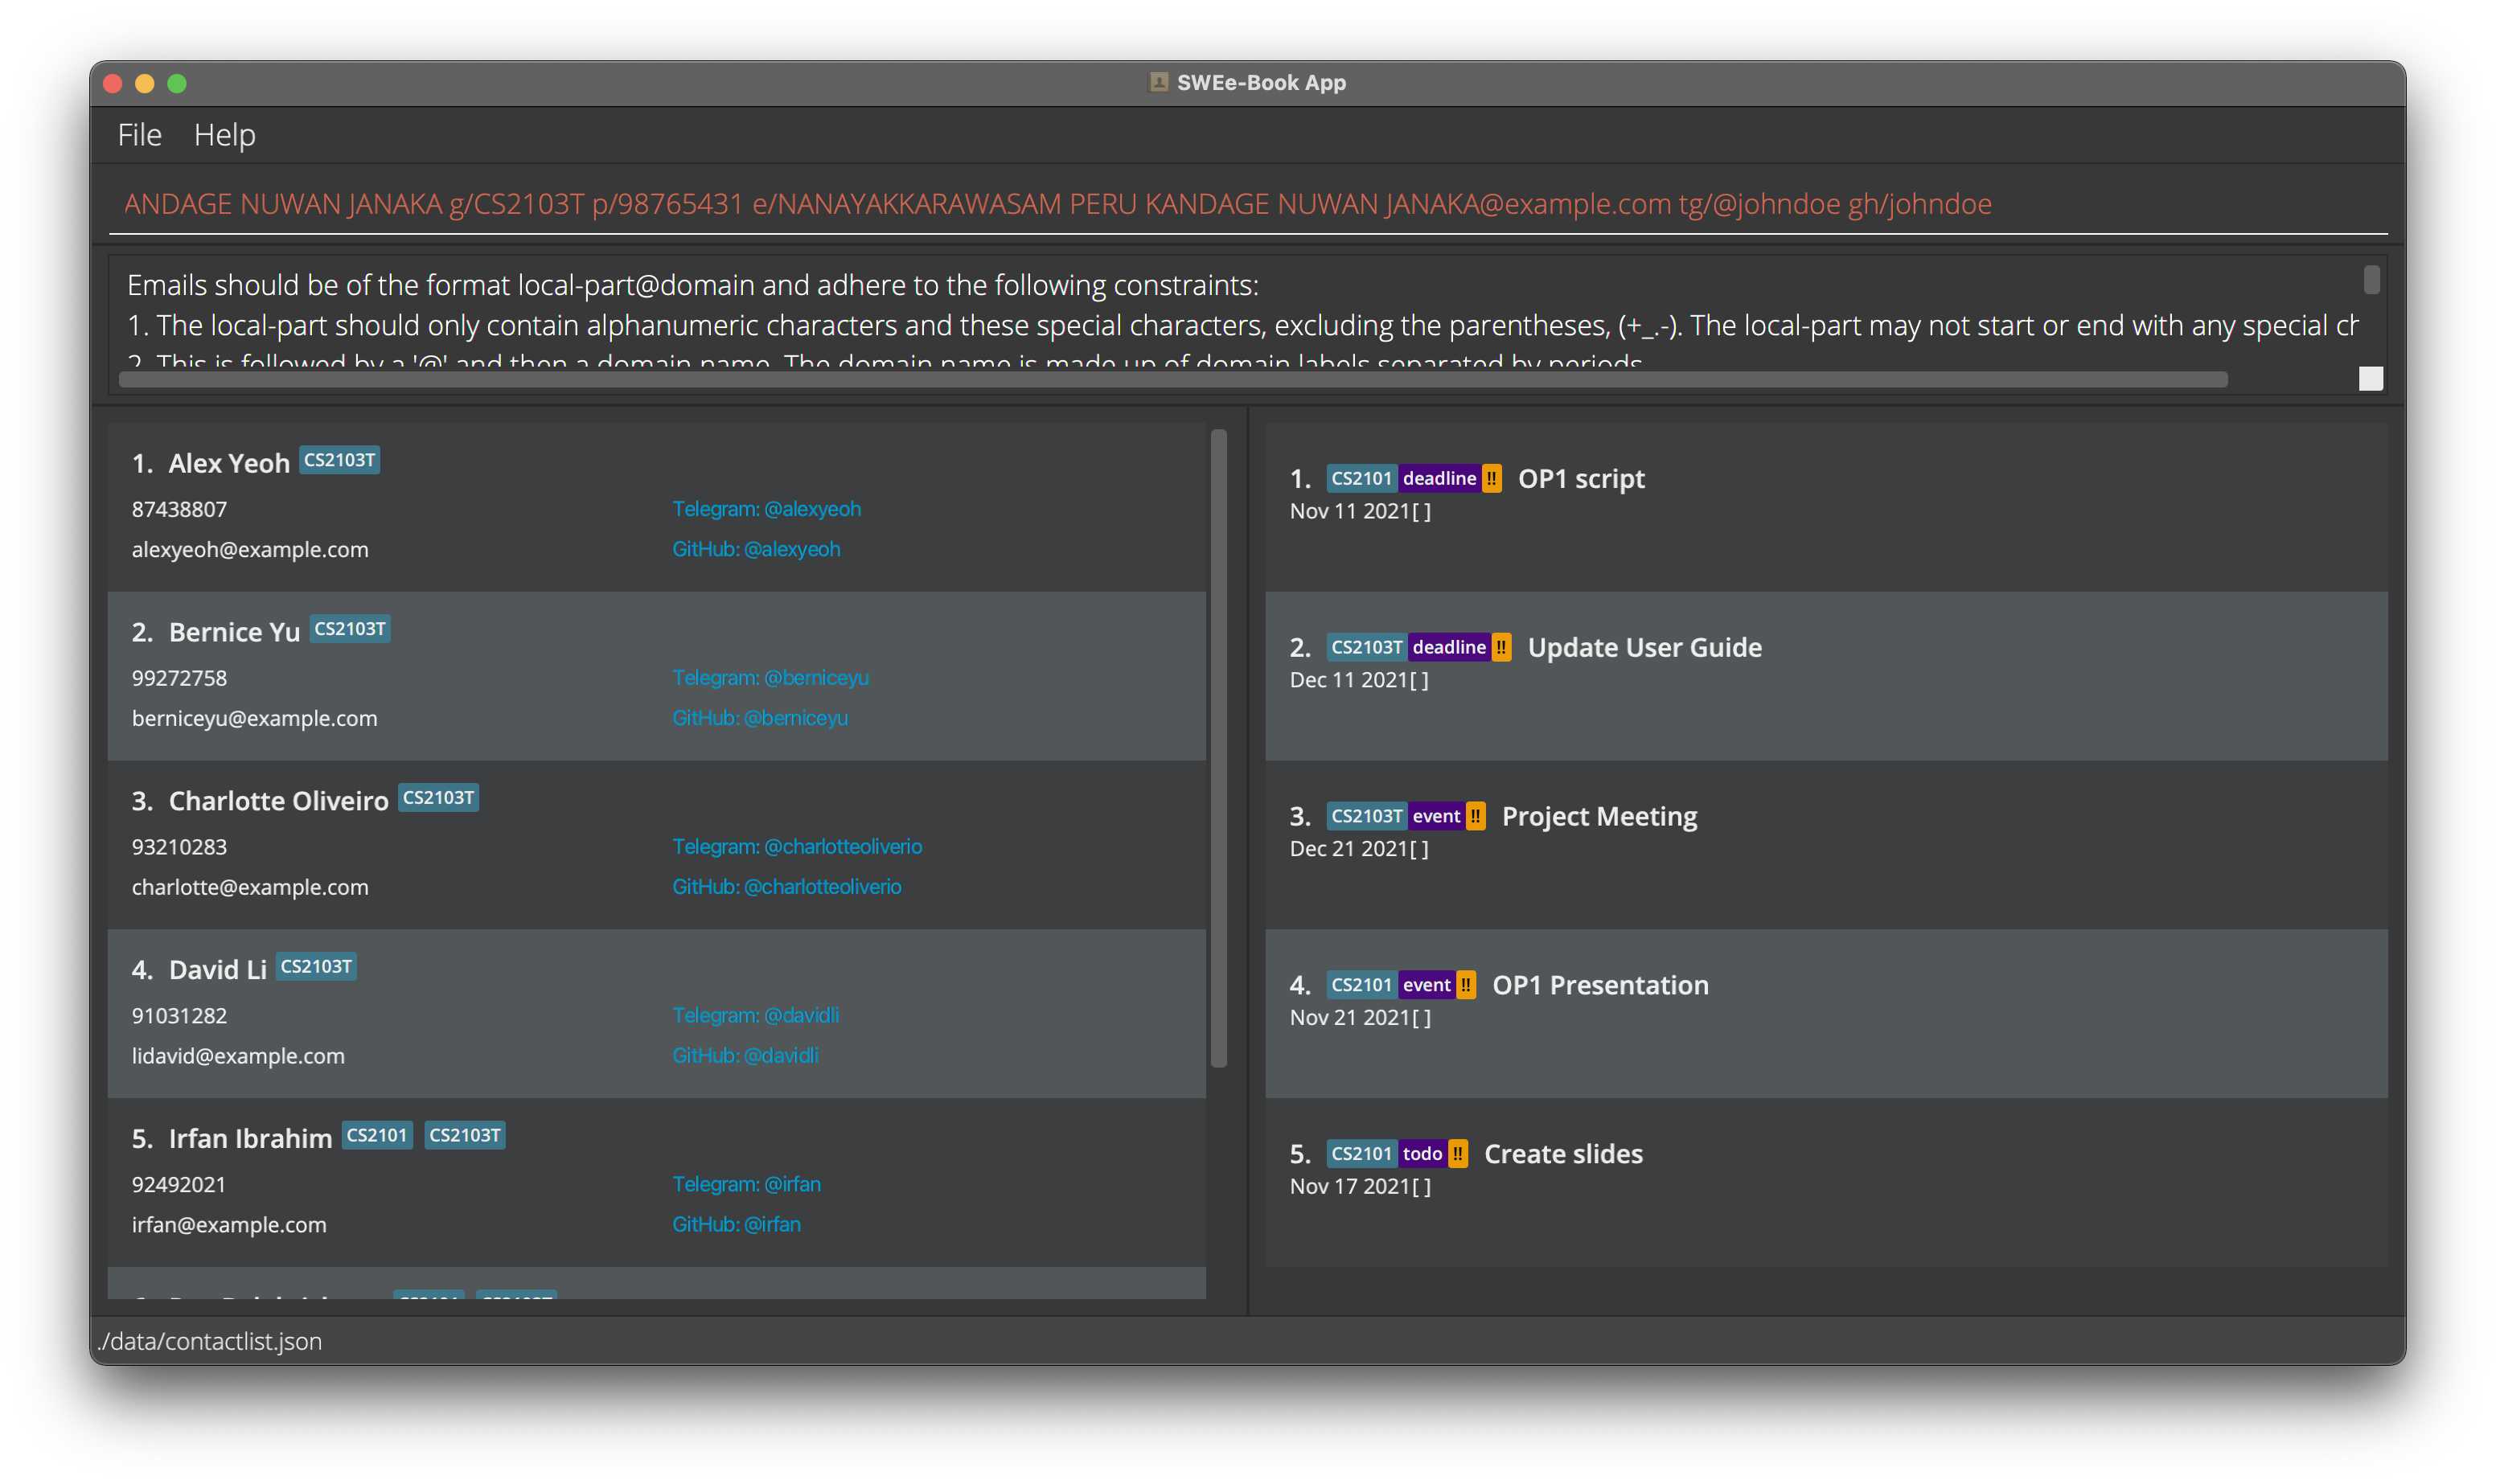 SWEe-Book App
File Help
ANDAGE NUWAN JANAKA g/CS2103T p/98765431 e/NANAYAKKARAWASAM PERU KANDAGE NUWAN JANAKA@example.com tg/@johndoe gh/johndoe
Emails should be of the format local-part@domain and adhere to the following constraints:
1. The local-part should only contain alphanumeric characters and these special characters, excluding the parentheses, (+_.-). The local-part may not start or end with any special ch
2. This is followed by a '@' and then a domain name. The domain name is made up of domain labels separated by periods.
1. Alex Yeoh CS2103T
87438807
Telegram: @alexyeoh
alexyeoh@example.com
GitHub: @alexyeoh
2. Bernice Yu CS2103T
99272758
Telegram: @berniceyu
berniceyu@example.com
GitHub: @berniceyu
3. Charlotte Oliveiro CS2103T
93210283
Telegram: @charlotteoliverio
charlotte@example.com
GitHub: @charlotteoliverio
4. David Li CS2103T
91031282
Telegram: @davidli
lidavid@example.com
GitHub: @davidli
5. Irfan Ibrahim CS2101 CS2103T
92492021
Telegram: @irfan
irfan@example.com
GitHub: @irfan
CS2101 CS2103T
1. CS2101 deadline !! OP1 script
Nov 11 2021[ ]
2. CS2103T deadline !! Update User Guide
Dec 11 2021[ ]
3. CS2103T event !! Project Meeting
Dec 21 2021[ ]
4. CS2101 event !! OP1 Presentation
Nov 21 2021[ ]
5. CS2101 todo !! Create slides
Nov 17 2021[ ]
./data/contactlist.json